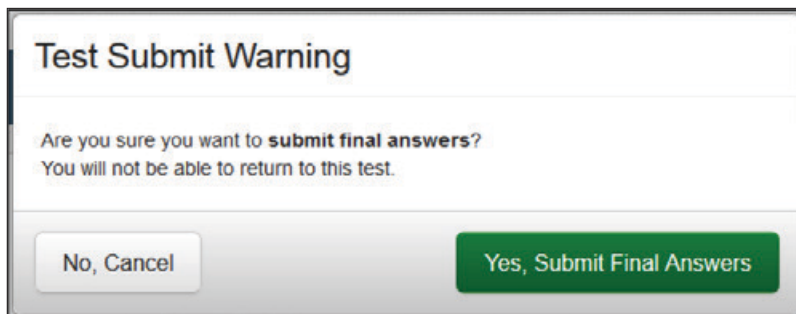 Test Submit Warning
Are you sure you want to submit final answers?
You will not be able to return to this test.
No, Cancel
Yes, Submit Final Answers